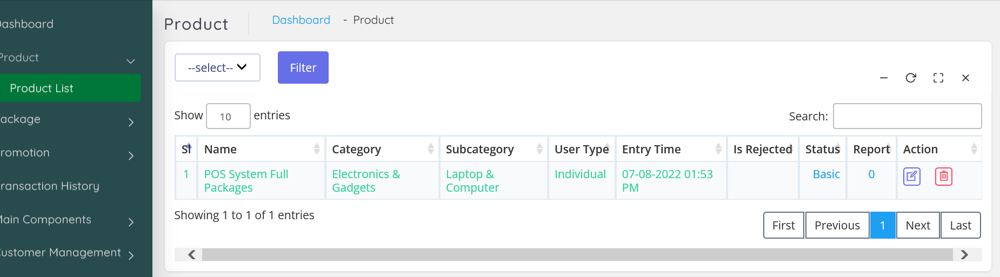 Dashboard
Product
Product List
ackage
romotion
ransaction History
Main Components
ustomer Management
Product
Dashboard - Product
--select--
Filter
Show 10 entries
Search:
Sl Name Category Subcategory User Type Entry Time Is Rejected Status Report Action
1 POS System Full Electronics & Laptop & Individual 07-08-2022 01:53 Basic 0
Packages Gadgets Computer PM
Showing 1 to 1 of 1 entries
First Previous 1 Next Last